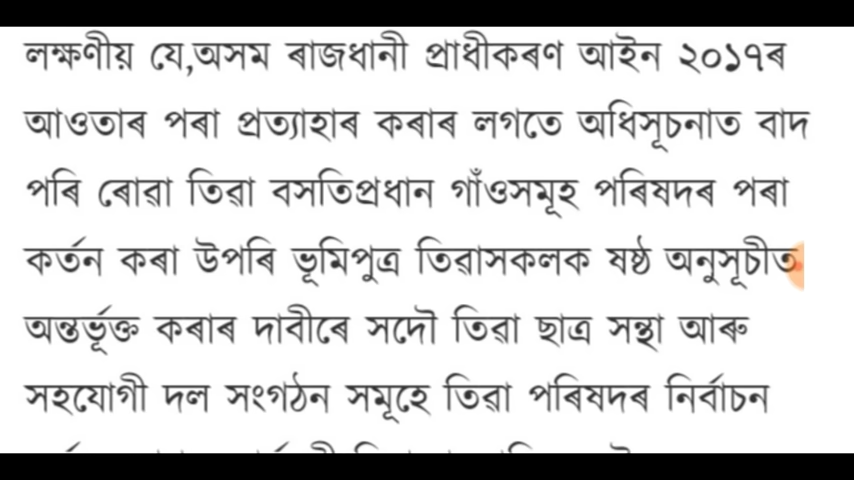 লক্ষণীয় যে,অসম ৰাজধানী প্ৰাধীকৰণ আইন ২০১৭ৰ
আওতাৰ পৰা প্ৰত্যাহাৰ কৰাৰ লগতে অধিসূচনাত বাদ
পৰি ৰোৱা তিৱা বসতিপ্ৰধান গাঁওসমূহ পৰিষদৰ পৰা
কৰ্তন কৰা উপৰি ভূমিপুত্ৰ তিৱাসকলক ষষ্ঠ অনুসূচীত
অন্তৰ্ভূক্ত কৰাৰ দাবীৰে সদৌ তিৱা ছাত্ৰ সন্থা আৰু
সহযোগী দল সংগঠন সমূহে তিৱা পৰিষদৰ নিৰ্বাচন